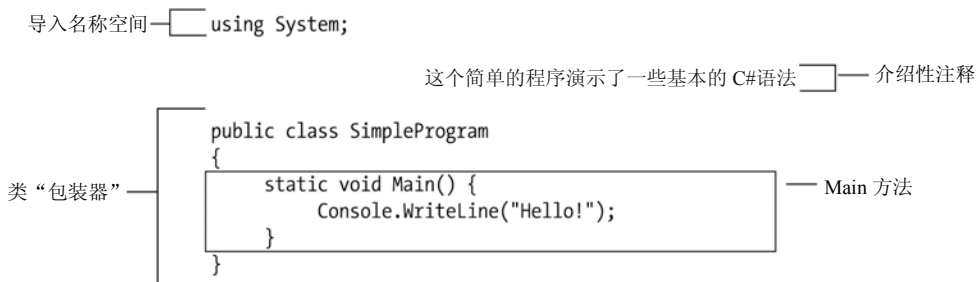 导入名称空间 using System;
这个简单的程序演示了一些基本的 C#语法 介绍性注释
public class SimpleProgram
{
类“包装器” static void Main() { Main 方法
Console.WriteLine("Hello!");
}
}